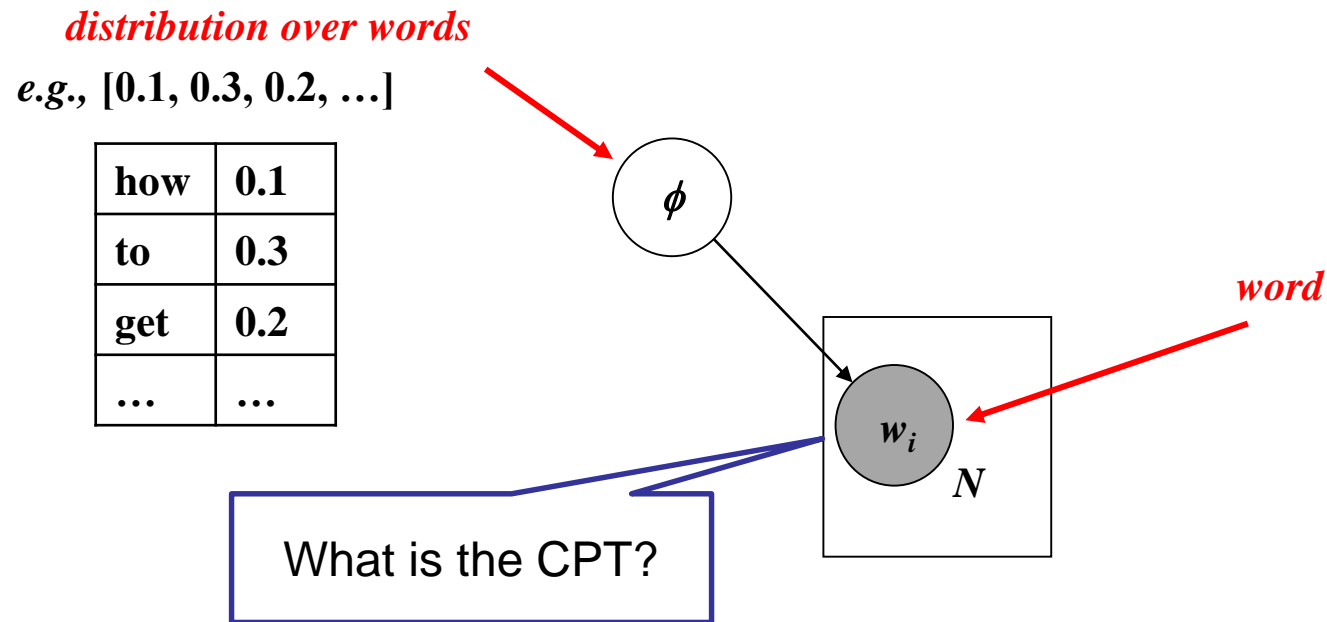 distribution over words
e.g., [0.1, 0.3, 0.2, …]
how 0.1
to 0.3
get 0.2
… …
ϕ
word
w_i
N
What is the CPT?